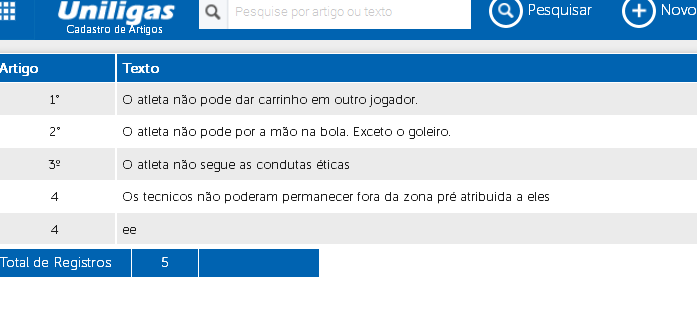 Uniligas
Cadastro de Artigos
Pesquise por artigo ou texto
Pesquisar
Novo
Artigo Texto
1° O atleta não pode dar carrinho em outro jogador.
2° O atleta não pode por a mão na bola. Exceto o goleiro.
3º O atleta não segue as condutas éticas
4 Os tecnicos não poderam permanecer fora da zona pré atribuida a eles
4 ee
Total de Registros 5